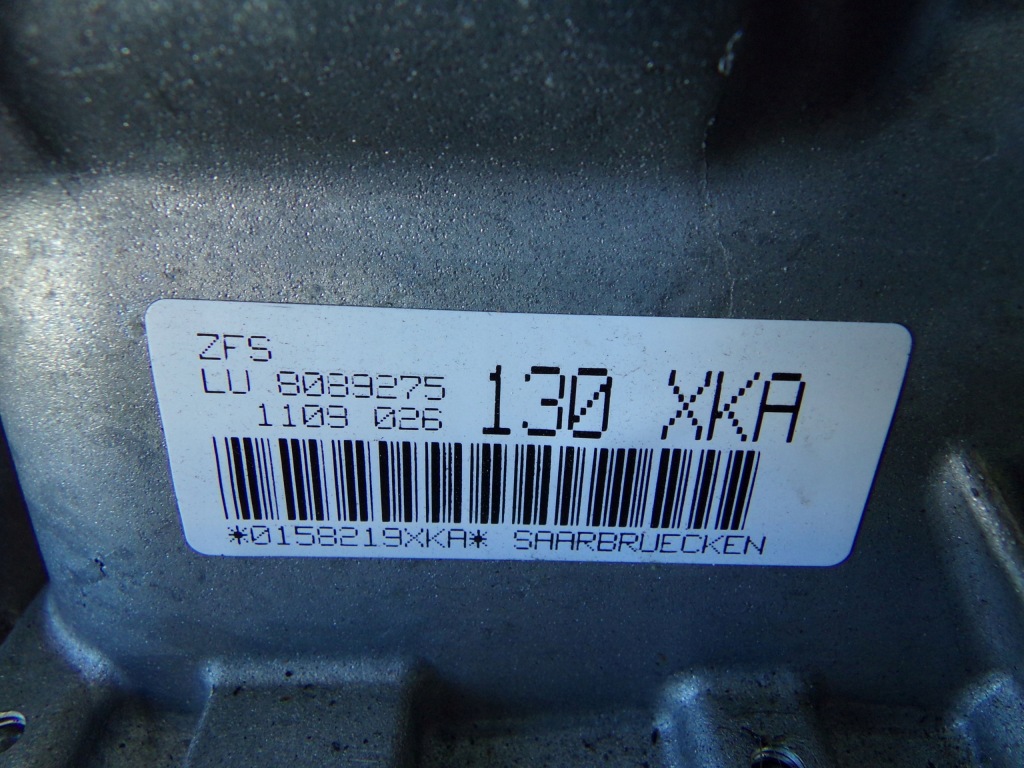 ZFS
LU 8089275
1109 026
130 XKA
*0158219XKA* SAARBRUECKEN